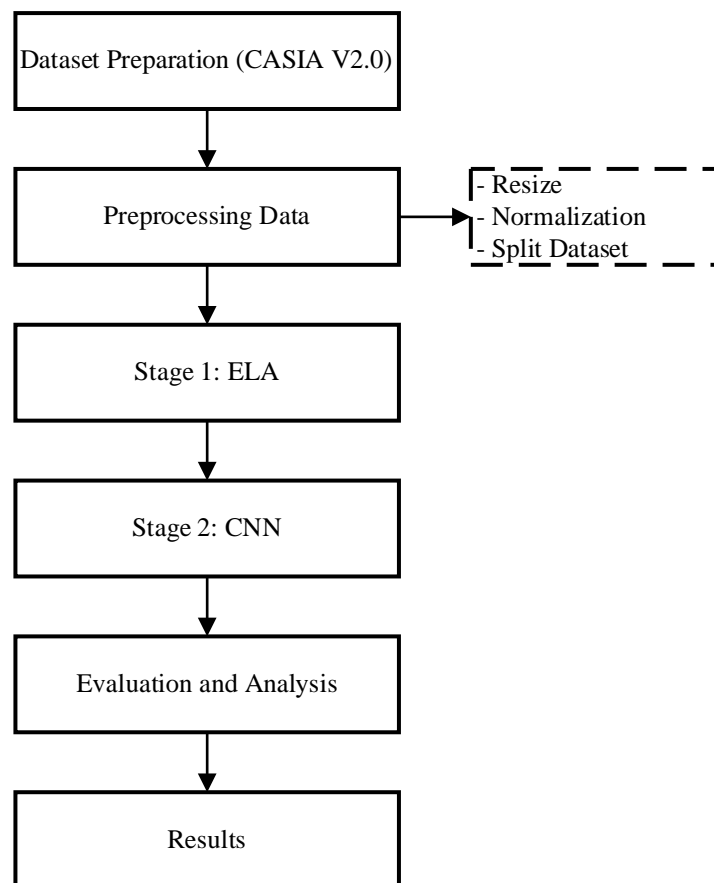 Dataset Preparation (CASIA V2.0)
Preprocessing Data
- Resize
- Normalization
- Split Dataset
Stage 1: ELA
Stage 2: CNN
Evaluation and Analysis
Results